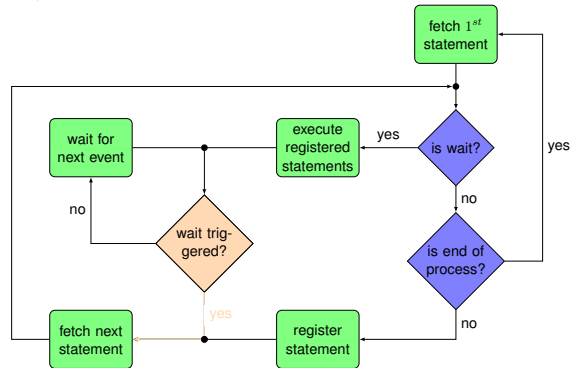 fetch 1st
statement
wait for
next event
execute
registered
statements
yes
is wait?
yes
no
no
wait trig-
gered?
is end of
process?
yes
no
fetch next
statement
register
statement